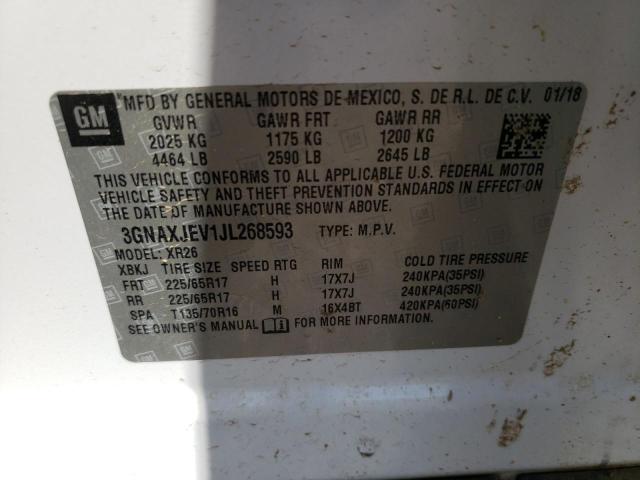 GM
MFD BY GENERAL MOTORS DE MEXICO, S. DE R.L. DE C.V. 01/18
GVWR GAWR FRT GAWR RR
2025 KG 1175 KG 1200 KG
4464 LB 2590 LB 2645 LB
THIS VEHICLE CONFORMS TO ALL APPLICABLE U.S. FEDERAL MOTOR
VEHICLE SAFETY AND THEFT PREVENTION STANDARDS IN EFFECT ON
THE DATE OF MANUFACTURE SHOWN ABOVE.
3GNAXJEV1JL268593 TYPE: M.P.V.
MODEL: XR26
XBKJ TIRE SIZE SPEED RTG RIM COLD TIRE PRESSURE
FRT 225/65R17 H 17X7J 240KPA(35PSI)
RR 225/65R17 H 17X7J 240KPA(35PSI)
SPA T135/70R16 M 16X4BT 420KPA(60PSI)
SEE OWNER'S MANUAL FOR MORE INFORMATION.